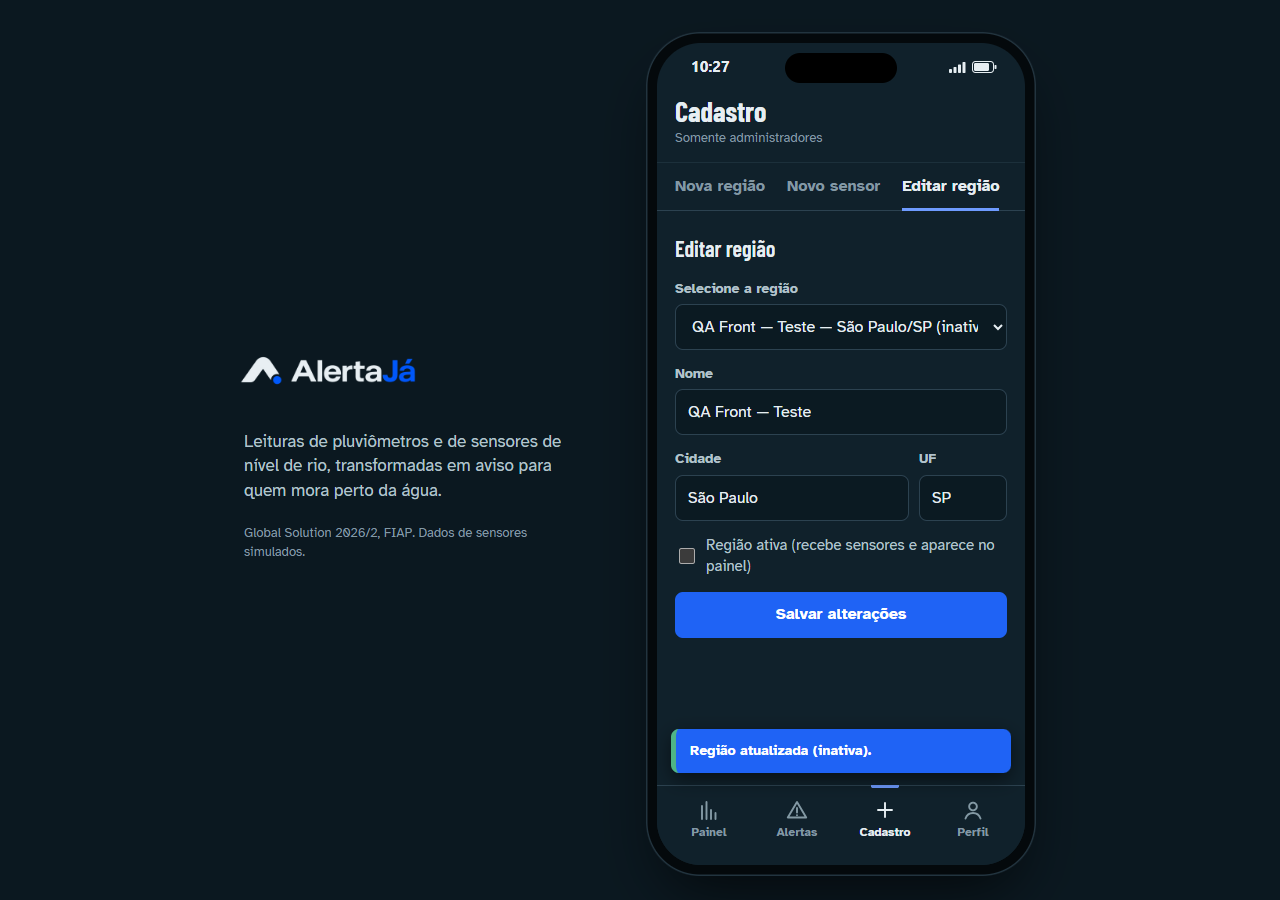 AlertaJá
Leituras de pluviômetros e de sensores de
nível de rio, transformadas em aviso para
quem mora perto da água.
Global Solution 2026/2, FIAP. Dados de sensores
simulados.
10:27
Cadastro
Somente administradores
Nova região Novo sensor Editar região
Editar região
Selecione a região
QA Front — Teste — São Paulo/SP (inativ
Nome
QA Front — Teste
Cidade UF
São Paulo SP
Região ativa (recebe sensores e aparece no
painel)
Salvar alterações
Região atualizada (inativa).
Painel Alertas Cadastro Perfil